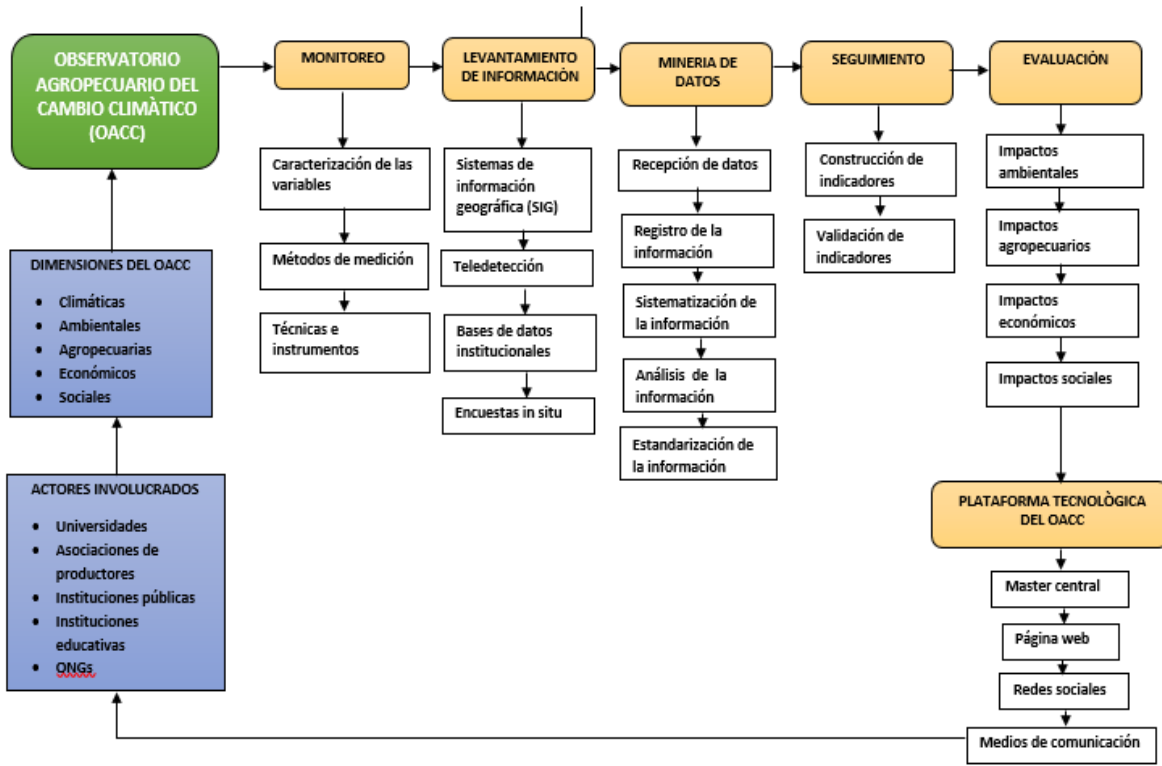 OBSERVATORIO
AGROPECUARIO DEL
CAMBIO CLIMÀTICO
(OACC)
MONITOREO
LEVANTAMIENTO
DE INFORMACIÓN
MINERIA DE
DATOS
SEGUIMIENTO
EVALUACIÓN
Caracterización de las
variables
Métodos de medición
Técnicas e
instrumentos
Sistemas de
información
geográfica (SIG)
Teledetección
Bases de datos
institucionales
Encuestas in situ
Recepción de datos
Registro de la
información
Sistematización de
la información
Análisis de la
información
Estandarización de
la información
Construcción de
indicadores
Validación de
indicadores
Impactos
ambientales
Impactos
agropecuarios
Impactos
económicos
Impactos sociales
DIMENSIONES DEL OACC
• Climáticas
• Ambientales
• Agropecuarias
• Económicos
• Sociales
ACTORES INVOLUCRADOS
• Universidades
• Asociaciones de
productores
• Instituciones públicas
• Instituciones
educativas
• ONGs
PLATAFORMA TECNOLÒGICA
DEL OACC
Master central
Página web
Redes sociales
Medios de comunicación